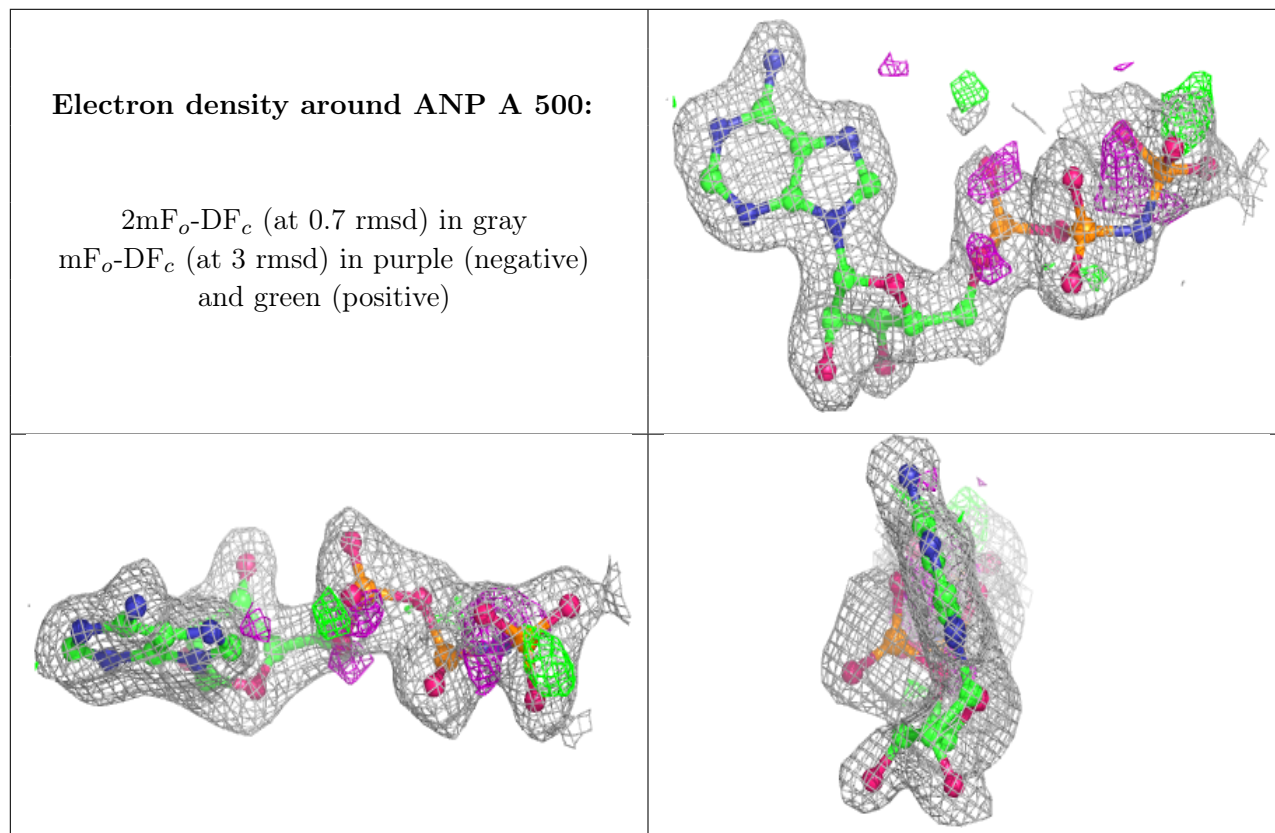 Electron density around ANP A 500:
2mFo-DFc (at 0.7 rmsd) in gray
mFo-DFc (at 3 rmsd) in purple (negative)
and green (positive)